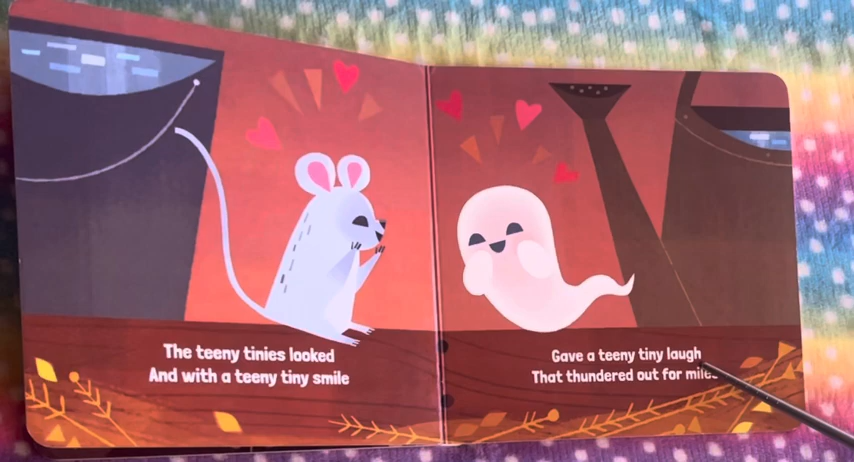 The teeny tinies looked
And with a teeny tiny smile
Gave a teeny tiny laugh
That thundered out for miles